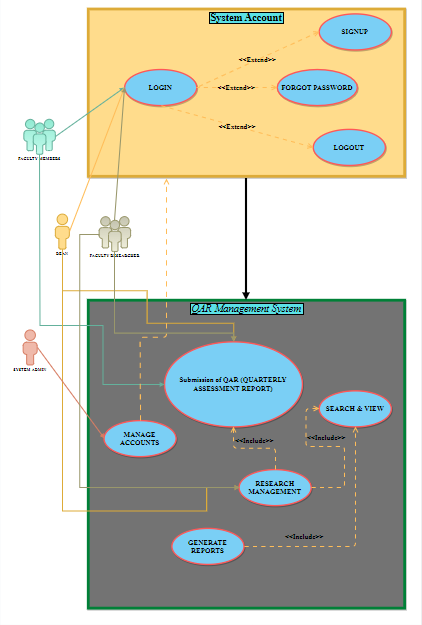 System Account
SIGNUP
<<Extend>>
LOGIN
<<Extend>>
FORGOT PASSWORD
<<Extend>>
LOGOUT
FACULTY MEMBERS
DEAN
FACULTY RESEARCHER
QAR Management System
SYSTEM ADMIN
Submission of QAR (QUARTERLY
ASSESSMENT REPORT)
SEARCH & VIEW
MANAGE
ACCOUNTS
<<Include>>
<<Include>>
RESEARCH
MANAGEMENT
<<Include>>
GENERATE
REPORTS